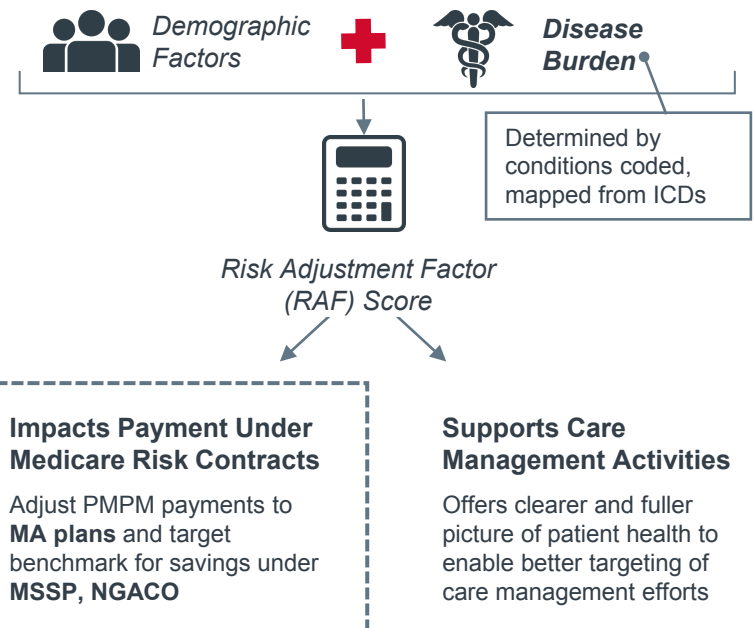 Demographic
Factors
Disease
Burden
Determined by
conditions coded,
mapped from ICDs
Risk Adjustment Factor
(RAF) Score
Impacts Payment Under
Medicare Risk Contracts
Adjust PMPM payments to
MA plans and target
benchmark for savings under
MSSP, NGACO
Supports Care
Management Activities
Offers clearer and fuller
picture of patient health to
enable better targeting of
care management efforts